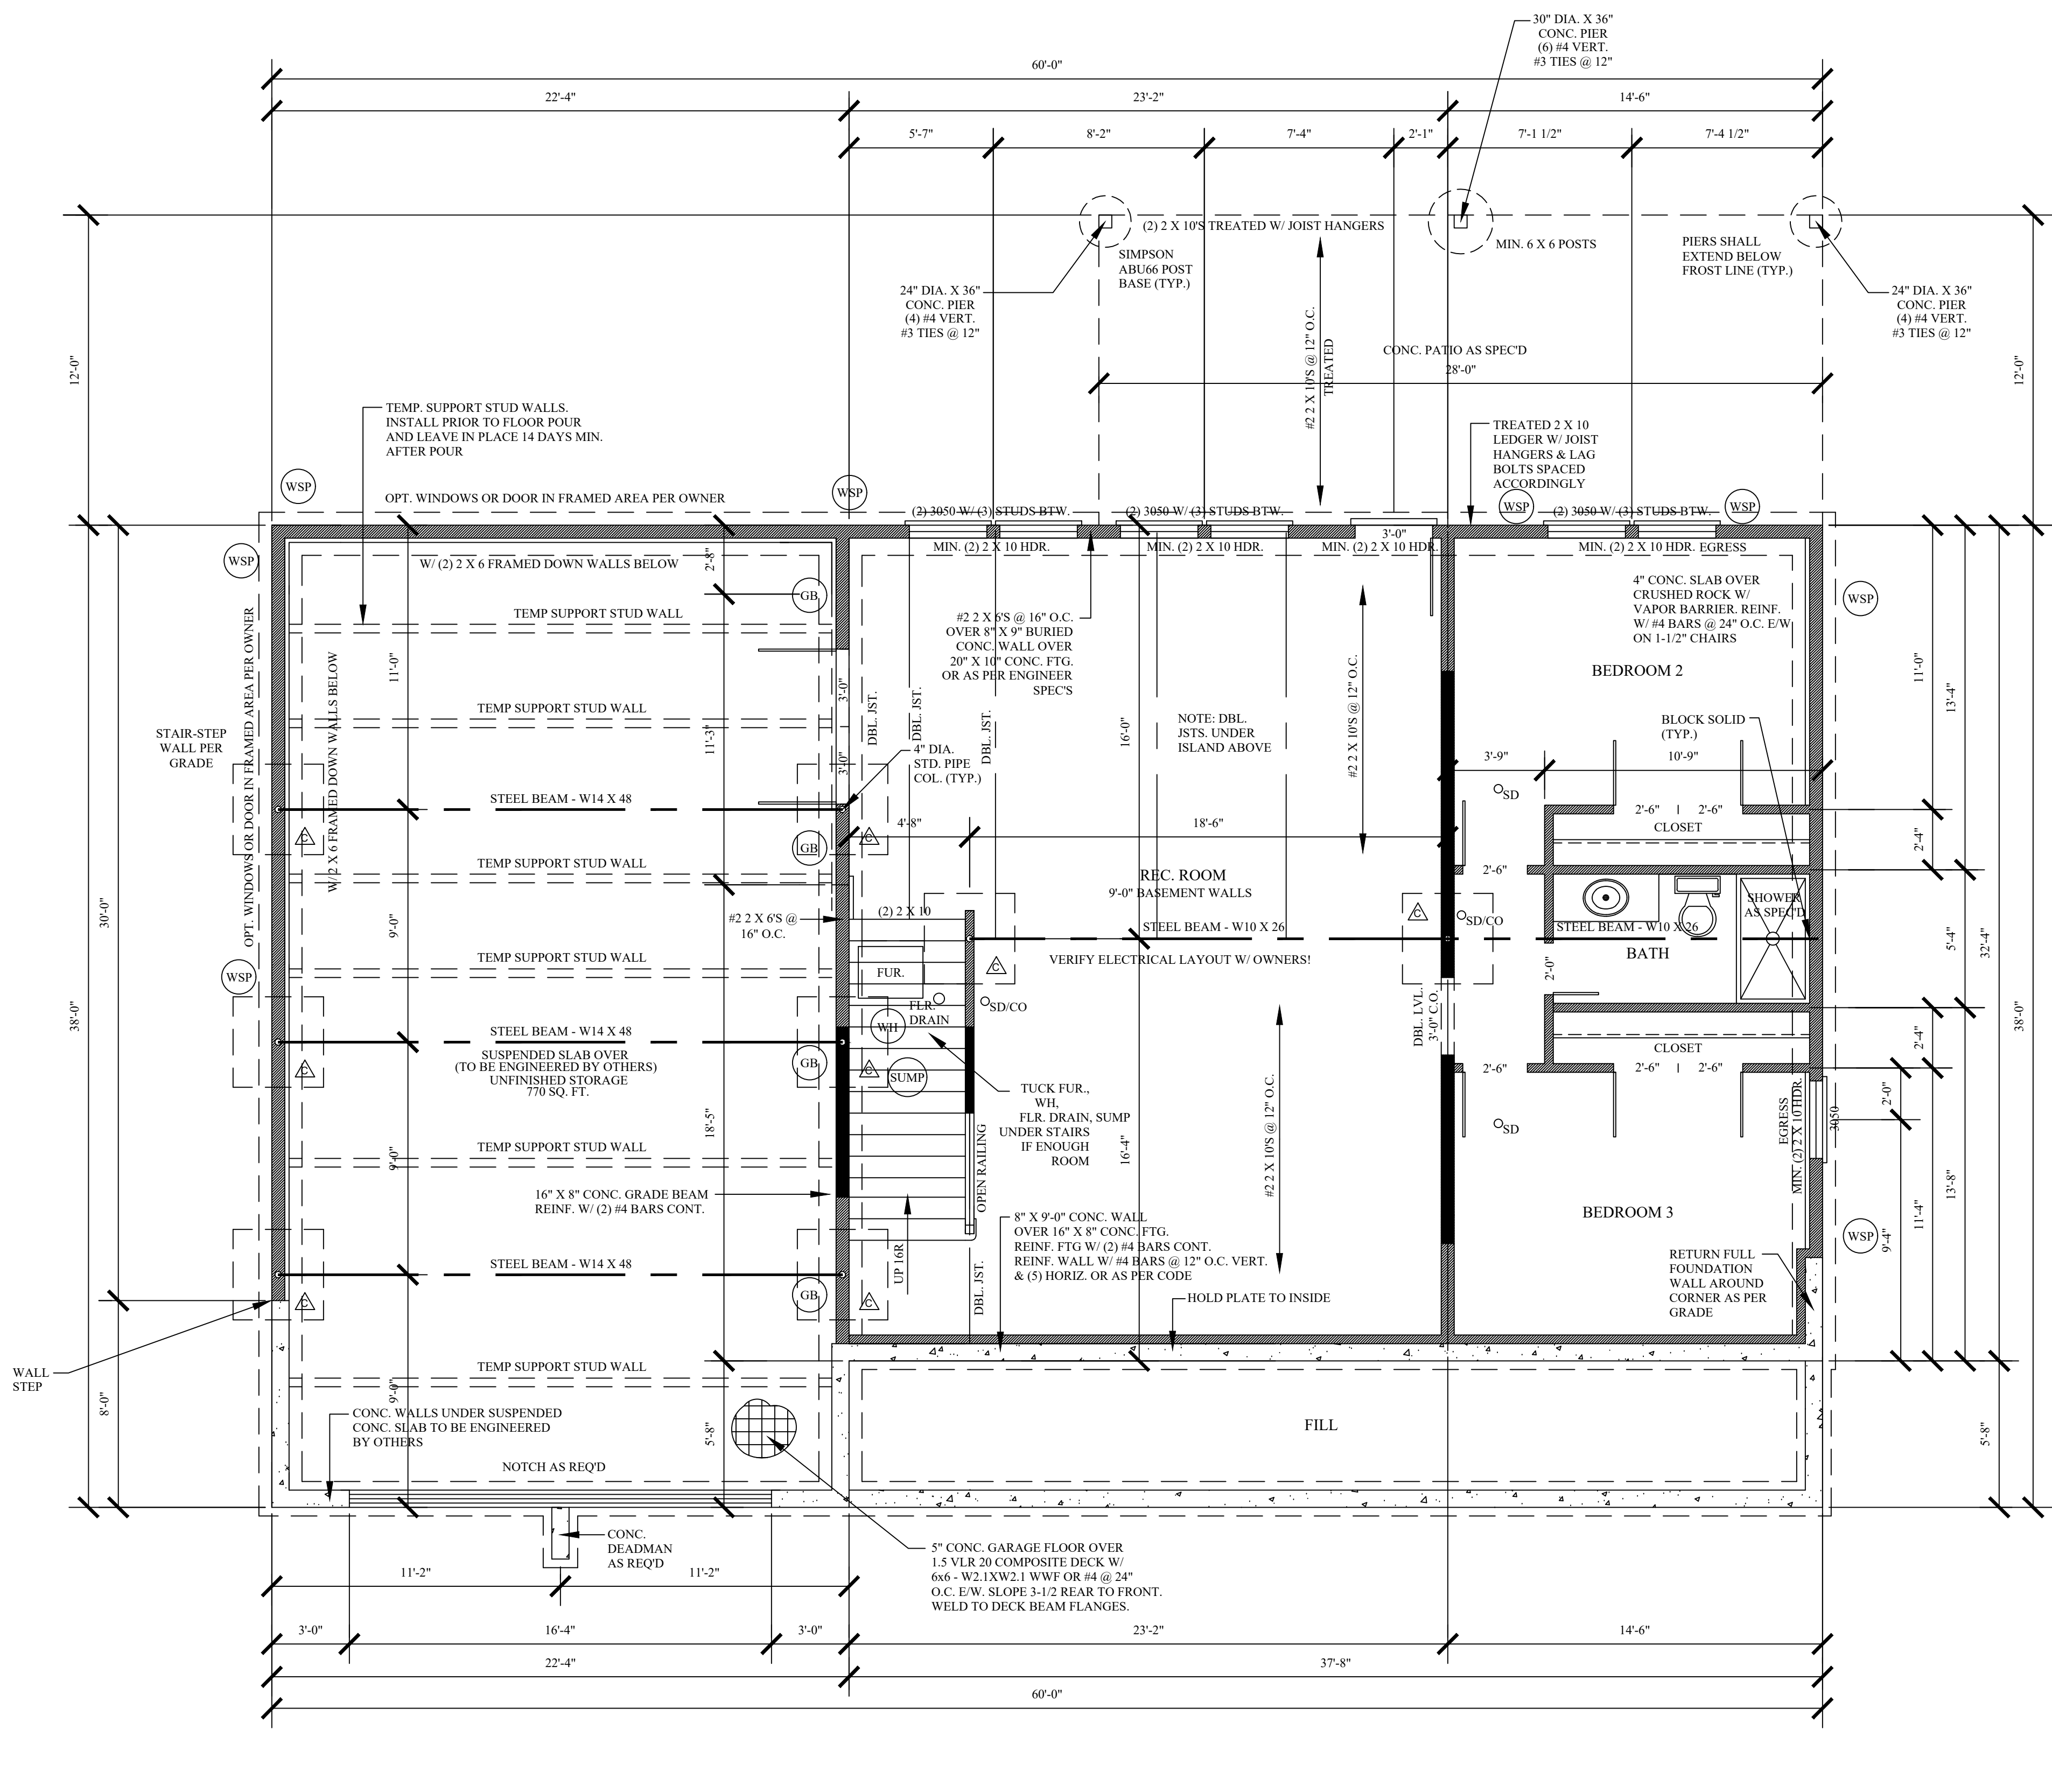 30" DIA. X 36"
CONC. PIER
(6) #4 VERT.
#3 TIES @ 12"
60'-0"
22'-4"
23'-2"
14'-6"
5'-7"
8'-2"
7'-4"
2'-1"
7'-1 1/2"
7'-4 1/2"
(2) 2 X 10'S TREATED W/ JOIST HANGERS
MIN. 6 X 6 POSTS
PIERS SHALL
EXTEND BELOW
FROST LINE (TYP.)
SIMPSON
ABU66 POST
BASE (TYP.)
24" DIA. X 36"
CONC. PIER
(4) #4 VERT.
#3 TIES @ 12"
24" DIA. X 36"
CONC. PIER
(4) #4 VERT.
#3 TIES @ 12"
#2 2 X 10'S @ 12" O.C.
TREATED
CONC. PATIO AS SPEC'D
28'-0"
12'-0"
12'-0"
TEMP. SUPPORT STUD WALLS.
INSTALL PRIOR TO FLOOR POUR
AND LEAVE IN PLACE 14 DAYS MIN.
AFTER POUR
TREATED 2 X 10
LEDGER W/ JOIST
HANGERS & LAG
BOLTS SPACED
ACCORDINGLY
WSP
WSP
WSP
WSP
OPT. WINDOWS OR DOOR IN FRAMED AREA PER OWNER
(2) 3050 W/ (3) STUDS BTW.
(2) 3050 W/ (3) STUDS BTW.
(2) 3050 W/ (3) STUDS BTW.
3'-0"
MIN. (2) 2 X 10 HDR.
MIN. (2) 2 X 10 HDR.
MIN. (2) 2 X 10 HDR.
MIN. (2) 2 X 10 HDR. EGRESS
WSP
W/ (2) 2 X 6 FRAMED DOWN WALLS BELOW
2'-8"
GB
TEMP SUPPORT STUD WALL
#2 2 X 6'S @ 16" O.C.
OVER 8" X 9" BURIED
CONC. WALL OVER
20" X 10" CONC. FTG.
OR AS PER ENGINEER
SPEC'S
4" CONC. SLAB OVER
CRUSHED ROCK W/
VAPOR BARRIER. REINF.
W/ #4 BARS @ 24" O.C. E/W
ON 1-1/2" CHAIRS
WSP
BEDROOM 2
OPT. WINDOWS OR DOOR IN FRAMED AREA PER OWNER
W/ 2 X 6 FRAMED DOWN WALLS BELOW
11'-0"
11'-3"
3'-0"
3'-0"
DBL. JST.
DBL. JST.
DBL. JST.
16'-0"
#2 2 X 10'S @ 12" O.C.
11'-0"
13'-4"
TEMP SUPPORT STUD WALL
STAIR-STEP
WALL PER
GRADE
NOTE: DBL.
JSTS. UNDER
ISLAND ABOVE
BLOCK SOLID
(TYP.)
4" DIA.
STD. PIPE
COL. (TYP.)
3'-9"
10'-9"
SD
STEEL BEAM - W14 X 48
2'-6"
2'-6"
CLOSET
C
C
GB
4'-8"
18'-6"
2'-4"
TEMP SUPPORT STUD WALL
REC. ROOM
9'-0" BASEMENT WALLS
2'-6"
SHOWER
AS SPEC'D
30'-0"
9'-0"
#2 2 X 6'S @
16" O.C.
(2) 2 X 10
C
SD/CO
STEEL BEAM - W10 X 26
STEEL BEAM - W10 X 26
VERIFY ELECTRICAL LAYOUT W/ OWNERS!
BATH
2'-0"
5'-4"
32'-4"
TEMP SUPPORT STUD WALL
WSP
FUR.
C
SD/CO
FLR.
DRAIN
WH
38'-0"
38'-0"
DBL. LVL.
3'-0" C.O.
STEEL BEAM - W14 X 48
SUSPENDED SLAB OVER
(TO BE ENGINEERED BY OTHERS)
UNFINISHED STORAGE
770 SQ. FT.
C
GB
C
SUMP
CLOSET
2'-4"
2'-6"
2'-6"
2'-6"
TUCK FUR.,
WH,
FLR. DRAIN, SUMP
UNDER STAIRS
IF ENOUGH
ROOM
18'-5"
9'-0"
16'-4"
#2 2 X 10'S @ 12" O.C.
SD
EGRESS
MIN. (2) 2 X 10 HDR.
3050
2'-0"
TEMP SUPPORT STUD WALL
OPEN RAILING
16" X 8" CONC. GRADE BEAM
REINF. W/ (2) #4 BARS CONT.
13'-8"
11'-4"
9'-4"
BEDROOM 3
WSP
8" X 9'-0" CONC. WALL
OVER 16" X 8" CONC. FTG.
REINF. FTG W/ (2) #4 BARS CONT.
REINF. WALL W/ #4 BARS @ 12" O.C. VERT.
& (5) HORIZ. OR AS PER CODE
UP 16R
DBL. JST.
RETURN FULL
FOUNDATION
WALL AROUND
CORNER AS PER
GRADE
STEEL BEAM - W14 X 48
C
GB
C
HOLD PLATE TO INSIDE
WALL
STEP
TEMP SUPPORT STUD WALL
8'-0"
9'-0"
5'-8"
5'-8"
CONC. WALLS UNDER SUSPENDED
CONC. SLAB TO BE ENGINEERED
BY OTHERS
FILL
NOTCH AS REQ'D
CONC.
DEADMAN
AS REQ'D
5" CONC. GARAGE FLOOR OVER
1.5 VLR 20 COMPOSITE DECK W/
6x6 - W2.1XW2.1 WWF OR #4 @ 24"
O.C. E/W. SLOPE 3-1/2 REAR TO FRONT.
WELD TO DECK BEAM FLANGES.
11'-2"
11'-2"
3'-0"
16'-4"
3'-0"
23'-2"
14'-6"
22'-4"
37'-8"
60'-0"